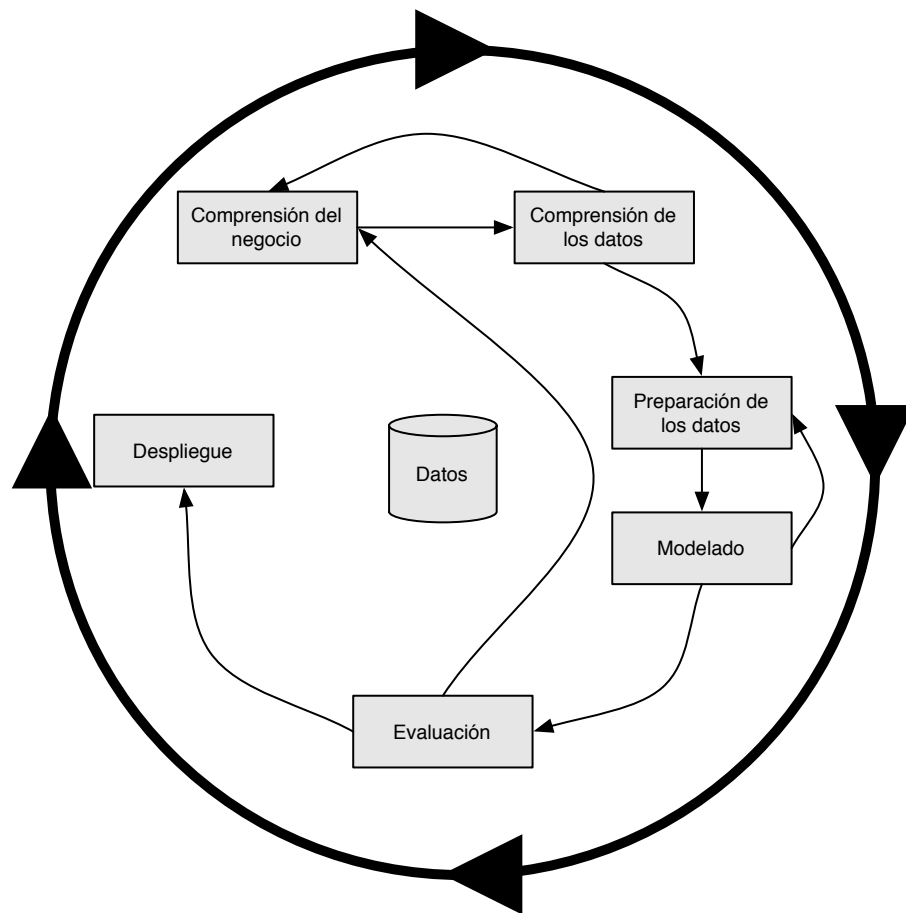 Comprensión del
negocio
Comprensión de
los datos
Preparación de
los datos
Despliegue
Datos
Modelado
Evaluación